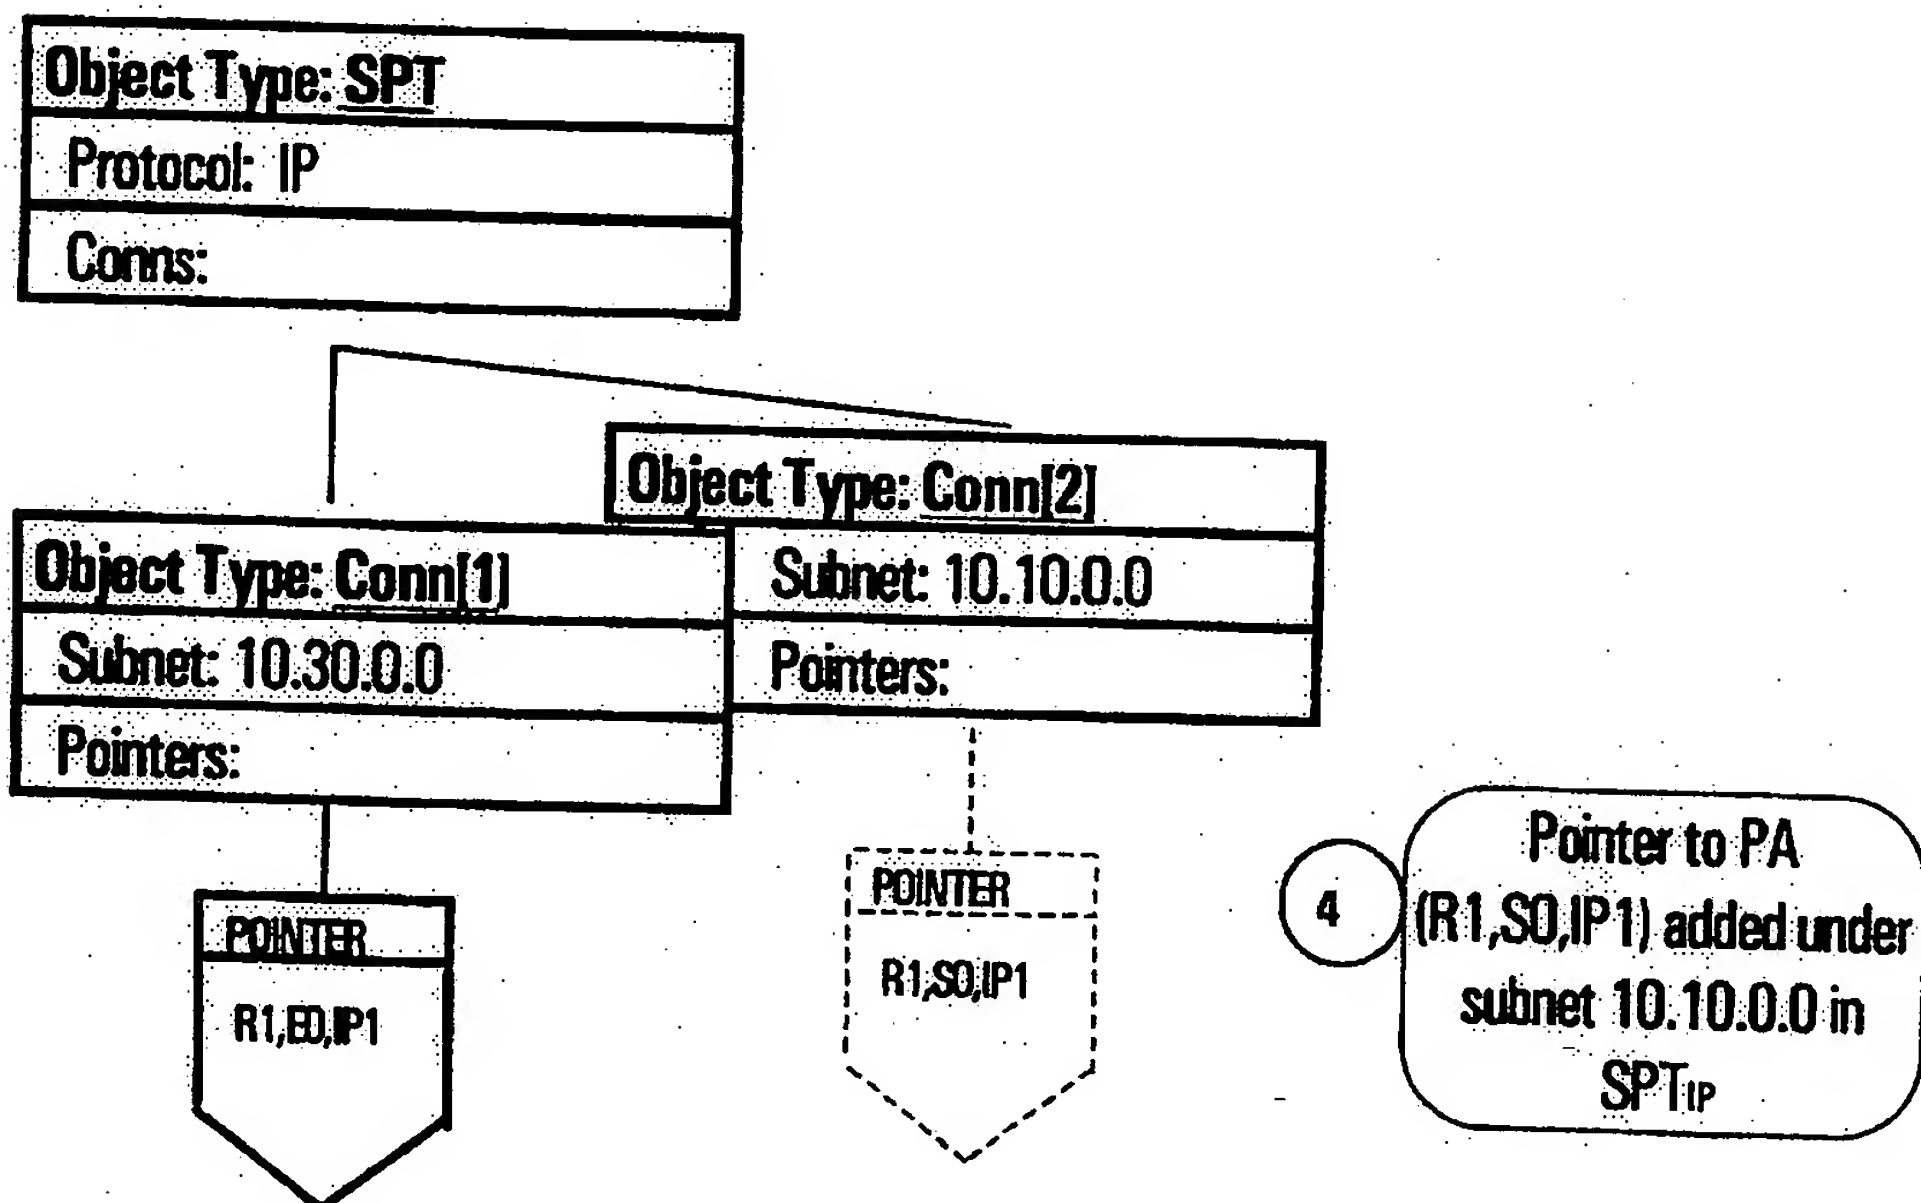 Object Type: SPT
Protocol: IP
Conns:
Object Type: Conn[2]
Subnet: 10.10.0.0
Pointers:
Object Type: Conn[1]
Subnet: 10.30.0.0
Pointers:
POINTER
R1,E0,IP1
POINTER
R1,S0,IP1
4
Pointer to PA
(R1,S0,IP1) added under
subnet 10.10.0.0 in
SPTIP